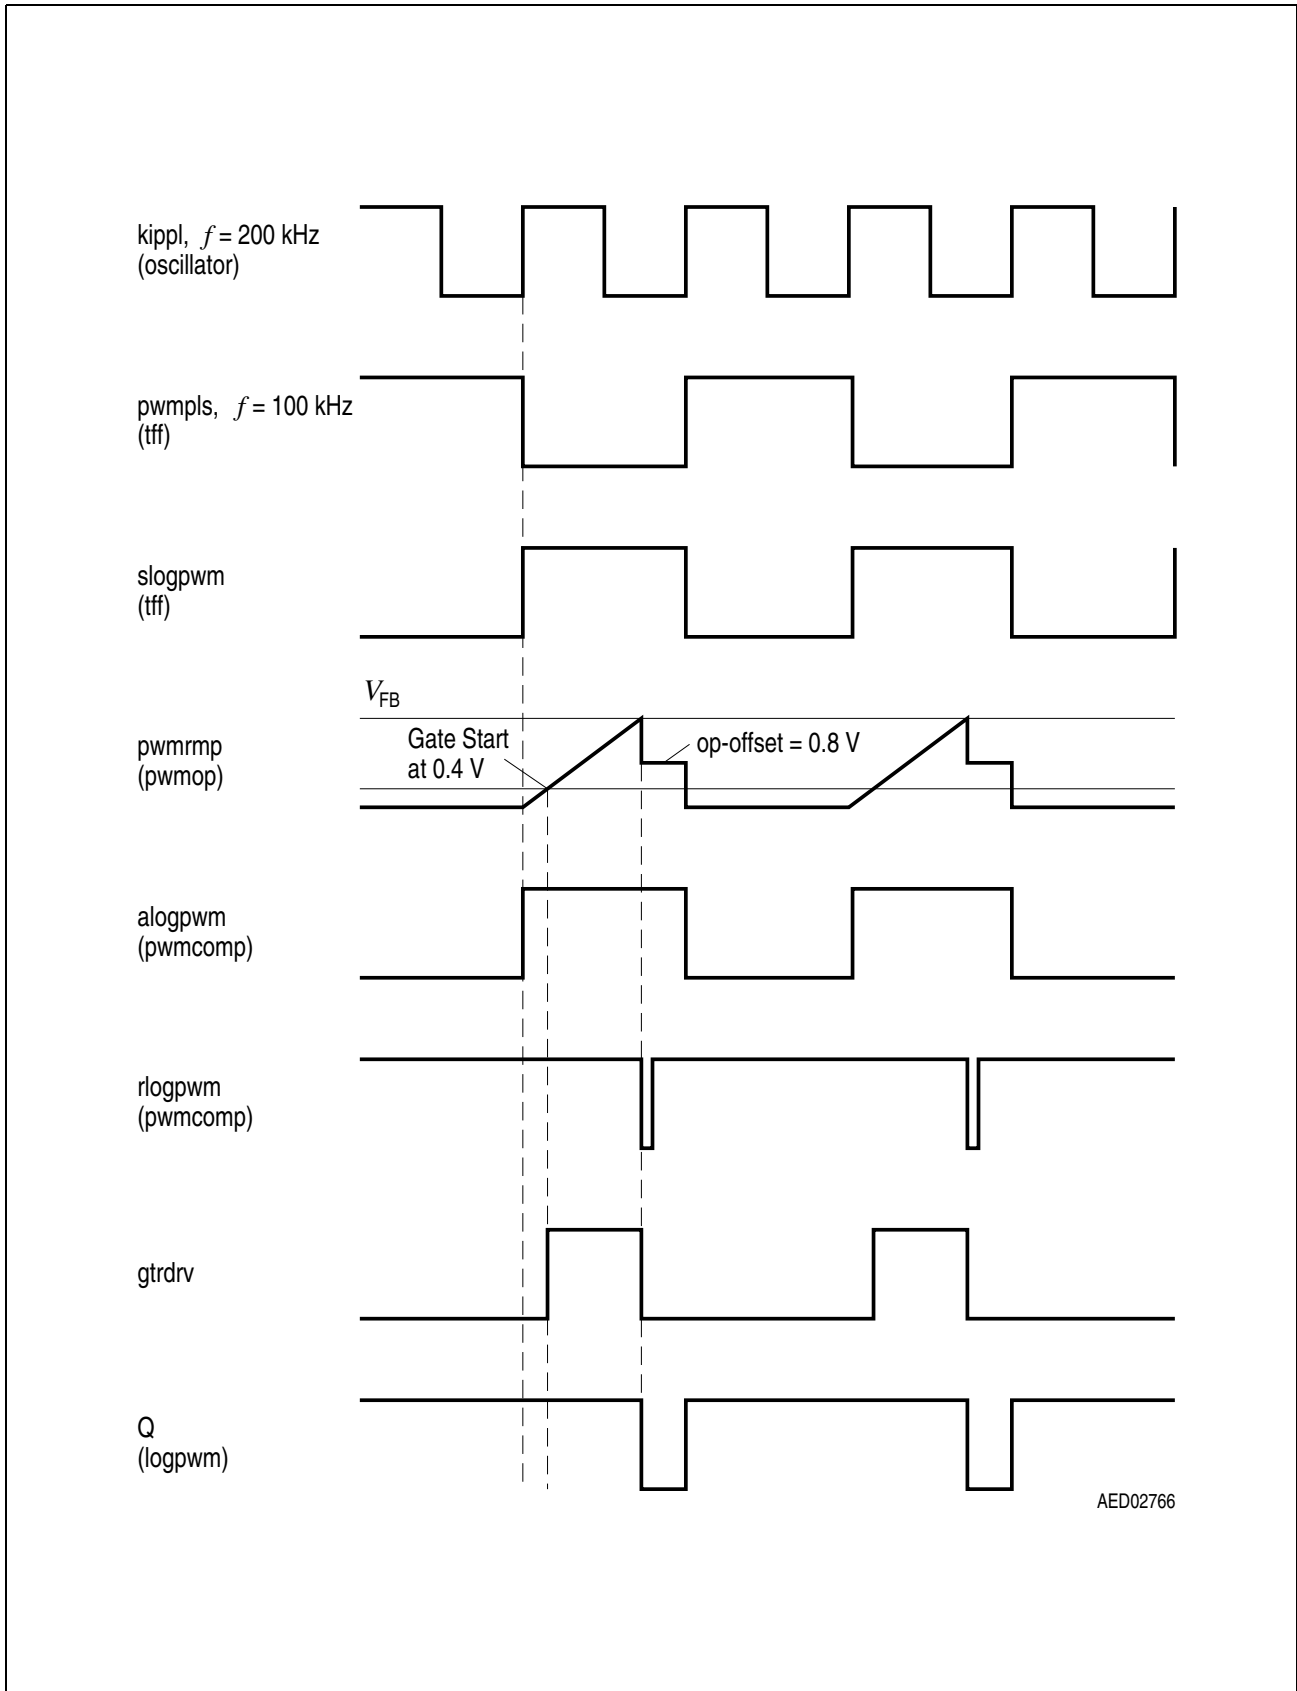 kippl, f = 200 kHz
(oscillator)
pwmpls, f = 100 kHz
(tff)
slogpwm
(tff)
VFB
pwmrmp
(pwmop)
Gate Start
at 0.4 V
op-offset = 0.8 V
alogpwm
(pwmcomp)
rlogpwm
(pwmcomp)
gtrdrv
Q
(logpwm)
AED02766